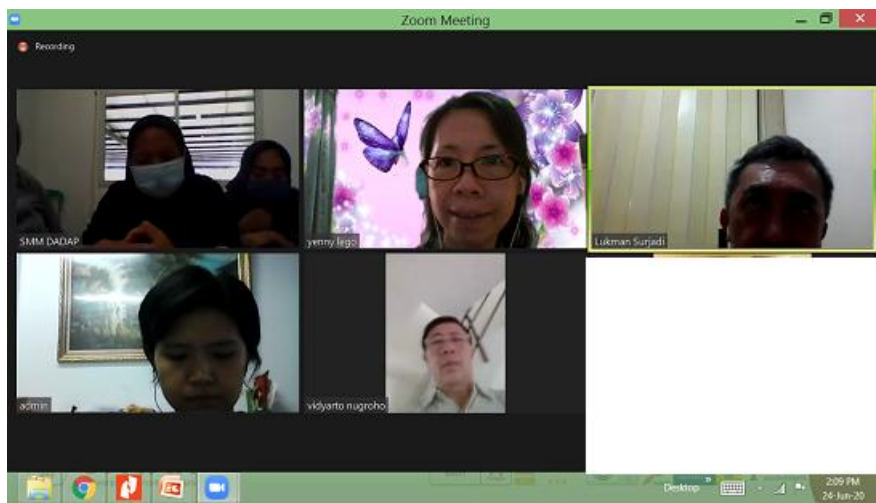 Zoom Meeting
Recording
SMM DADAP
yenny lego
Lukman Surjadi
admin
vidyarto nugroho
Desktop
2:09 PM
24-Jun-20